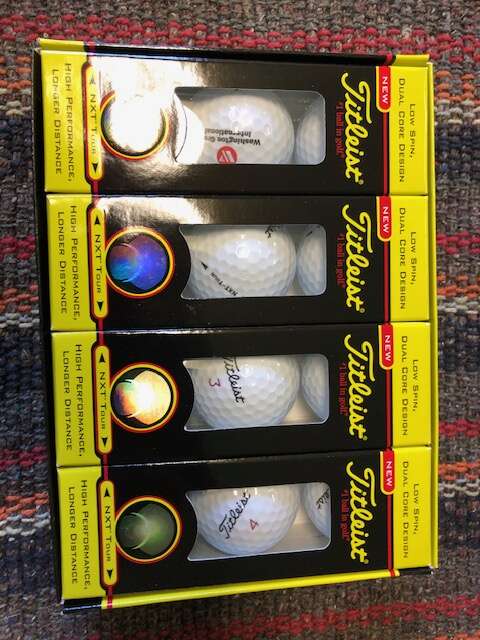 HIGH PERFORMANCE,
LONGER DISTANCE
NXT TOUR
Washington Gro
International
Titleist®
#1 ball in golf.
NEW
LOW SPIN,
DUAL CORE DESIGN
HIGH PERFORMANCE,
LONGER DISTANCE
NXT TOUR
NXT-TOUR
Titleist®
#1 ball in golf.
NEW
LOW SPIN,
DUAL CORE DESIGN
HIGH PERFORMANCE,
LONGER DISTANCE
NXT TOUR
Titleist
3
Titleist®
#1 ball in golf.
NEW
LOW SPIN,
DUAL CORE DESIGN
HIGH PERFORMANCE,
LONGER DISTANCE
NXT TOUR
Titleist
4
Titleist®
#1 ball in golf.
NEW
LOW SPIN,
DUAL CORE DESIGN